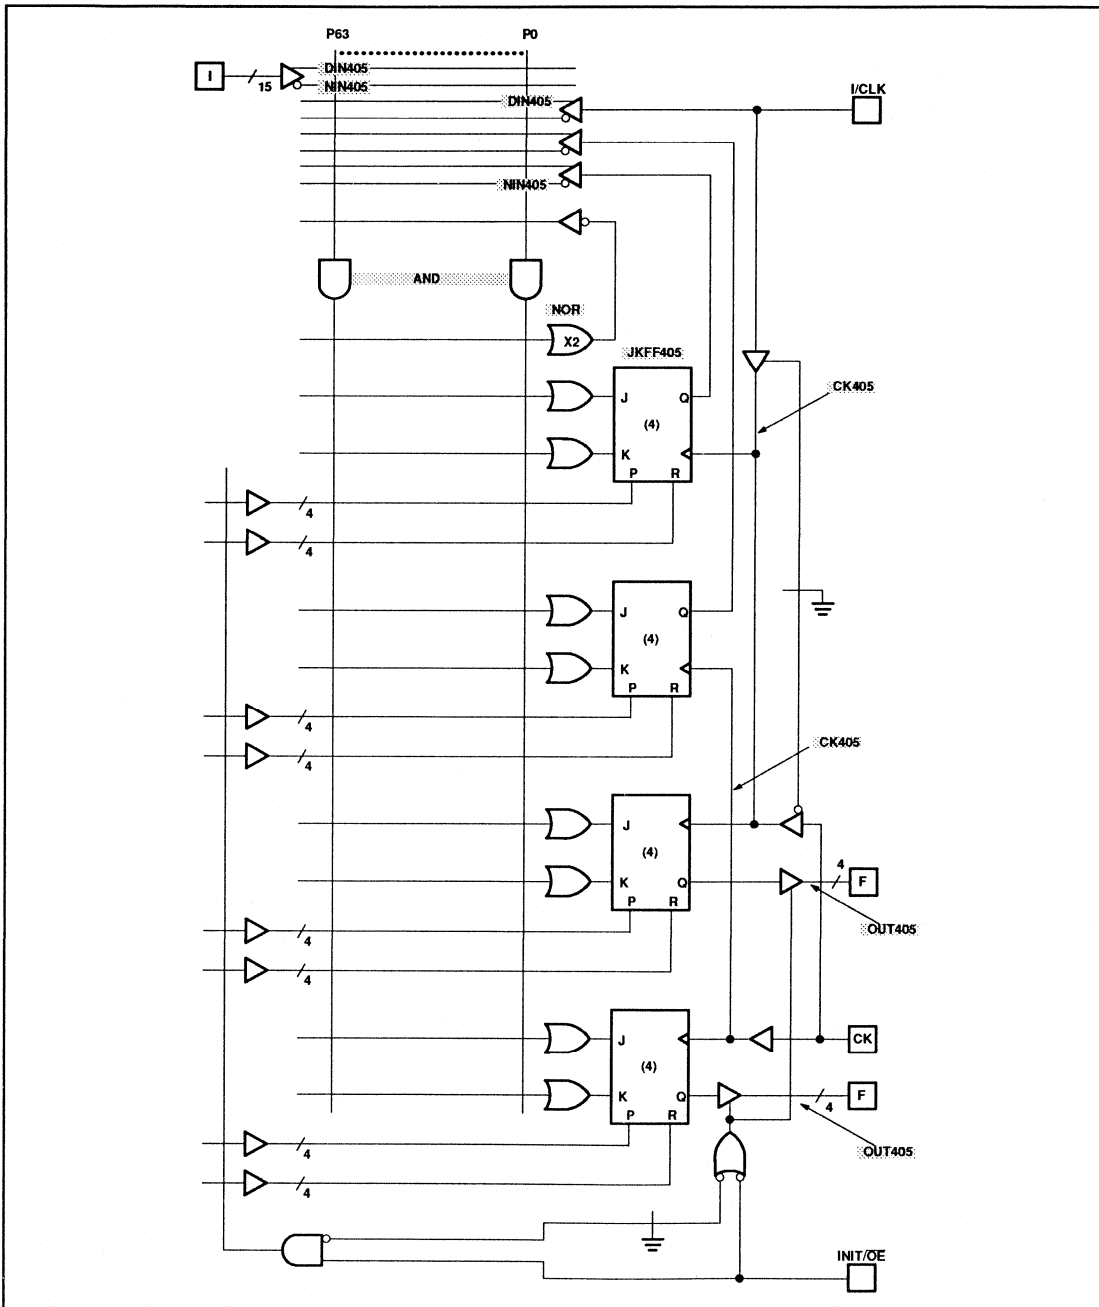 P63 P0
I 15 DIN405
NIN405
DIN405
I/CLK
NIN405
AND
NOR
X2
JKFF405
CK405
J Q
(4)
K
P R
4
4
J Q
(4)
K
P R
4
4
CK405
J
(4)
K Q
P R
4 F
OUT405
4
4
J
CK
(4)
K Q
P R
4 F
OUT405
4
4
INIT/O̅E̅